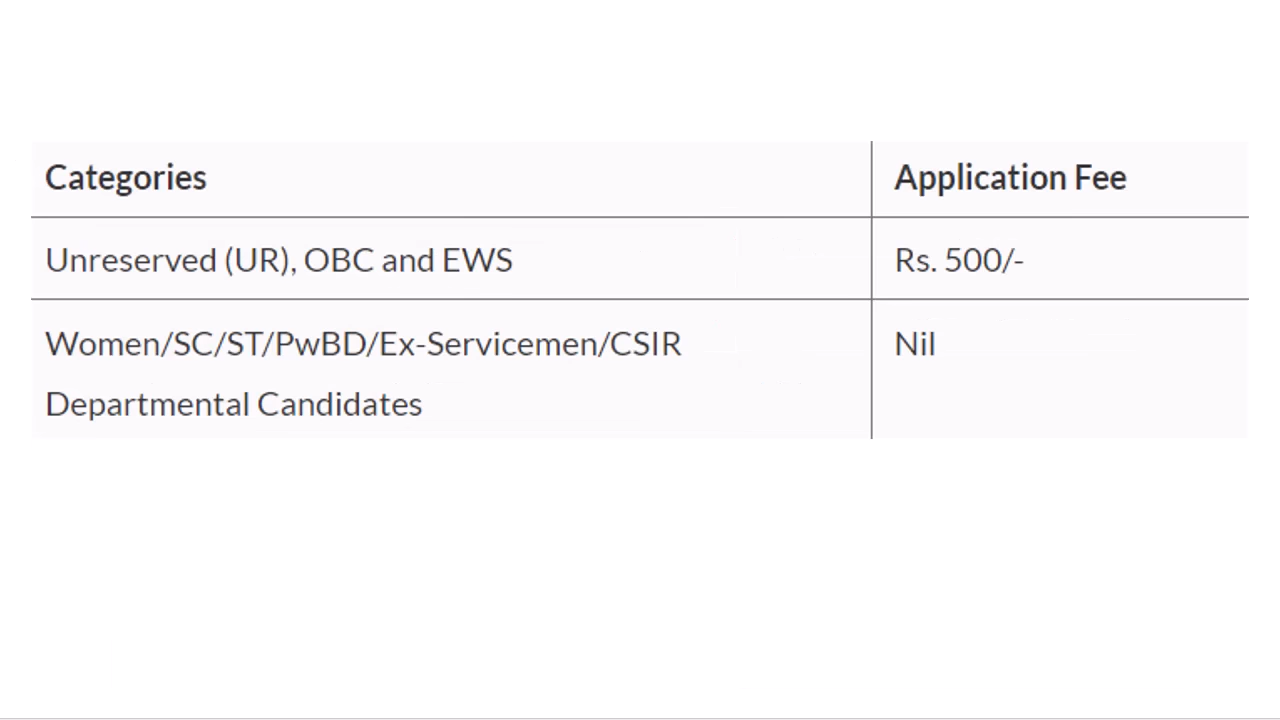 Categories Application Fee
Unreserved (UR), OBC and EWS Rs. 500/-
Women/SC/ST/PwBD/Ex-Servicemen/CSIR Nil
Departmental Candidates